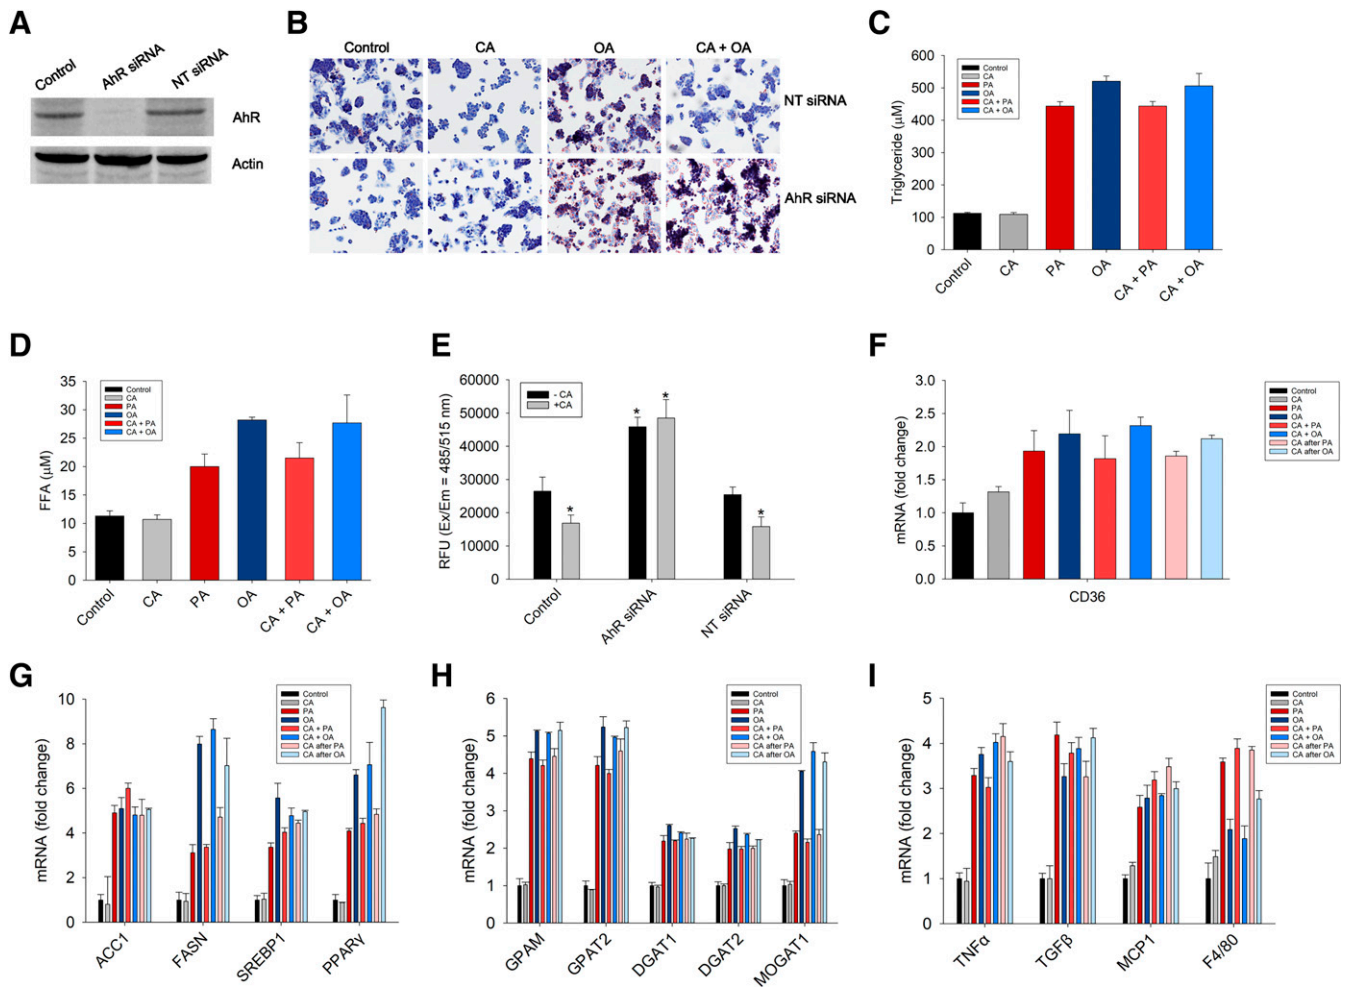 A
Control
AhR siRNA
NT siRNA
AhR
Actin
B
Control
CA
OA
CA + OA
NT siRNA
AhR siRNA
C
Triglyceride (μM)
600
500
400
300
200
100
0
Control
CA
PA
OA
CA + PA
CA + OA
Control
CA
PA
OA
CA + PA
CA + OA
D
FFA (μM)
35
30
25
20
15
10
5
0
Control
CA
PA
OA
CA + PA
CA + OA
Control
CA
PA
OA
CA + PA
CA + OA
E
RFU (Ex/Em = 485/515 nm)
60000
50000
40000
30000
20000
10000
0
- CA
+CA
*
*
*
*
Control
AhR siRNA
NT siRNA
F
mRNA (fold change)
3.0
2.5
2.0
1.5
1.0
0.5
0.0
CD36
Control
CA
PA
OA
CA + PA
CA + OA
CA after PA
CA after OA
G
mRNA (fold change)
10
8
6
4
2
0
Control
CA
PA
OA
CA + PA
CA + OA
CA after PA
CA after OA
ACC1
FASN
SREBP1
PPARγ
H
mRNA (fold change)
6
5
4
3
2
1
0
Control
CA
PA
OA
CA + PA
CA + OA
CA after PA
CA after OA
GPAM
GPAT2
DGAT1
DGAT2
MOGAT1
I
mRNA (fold change)
5
4
3
2
1
0
Control
CA
PA
OA
CA + PA
CA + OA
CA after PA
CA after OA
TNFα
TGFβ
MCP1
F4/80